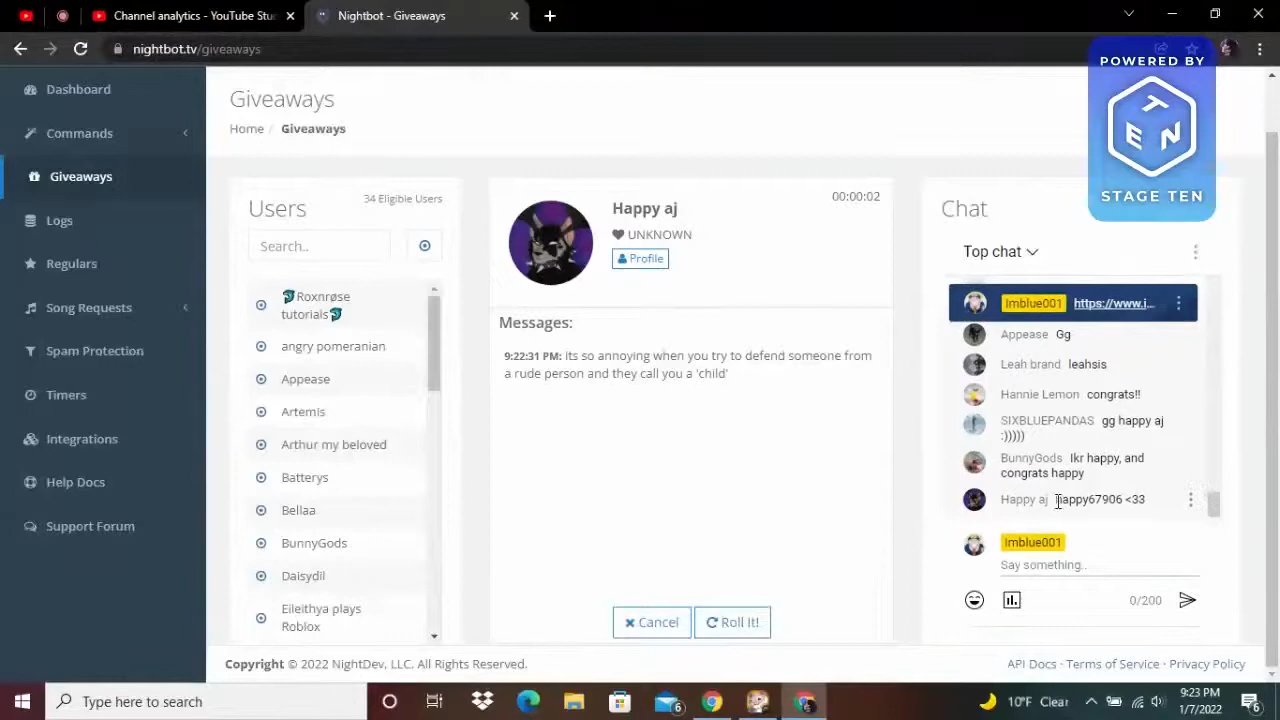 Channel analytics - YouTube Stu
Nightbot - Giveaways
nightbot.tv/giveaways
POWERED BY
TEN
STAGE TEN
Dashboard
Commands
Giveaways
Logs
Regulars
Song Requests
Spam Protection
Timers
Integrations
Help Docs
Support Forum
Giveaways
Home / Giveaways
Users
34 Eligible Users
Search..
Roxnrøse
tutorials
angry pomeranian
Appease
Artemis
Arthur my beloved
Batterys
Bellaa
BunnyGods
Daisydii
Eileithya plays
Roblox
Happy aj
00:00:02
UNKNOWN
Profile
Messages:
9:22:31 PM: its so annoying when you try to defend someone from
a rude person and they call you a 'child'
Cancel
Roll It!
Chat
Top chat
Imblue001 https://www.i...
Appease Gg
Leah brand leahsis
Hannie Lemon congrats!!
SIXBLUEPANDAS gg happy aj
:)))))
BunnyGods Ikr happy, and
congrats happy
Happy aj happy67906 <33
Imblue001
Say something..
0/200
Copyright © 2022 NightDev, LLC. All Rights Reserved.
API Docs · Terms of Service · Privacy Policy
Type here to search
6
10°F Clear
9:23 PM
1/7/2022
6